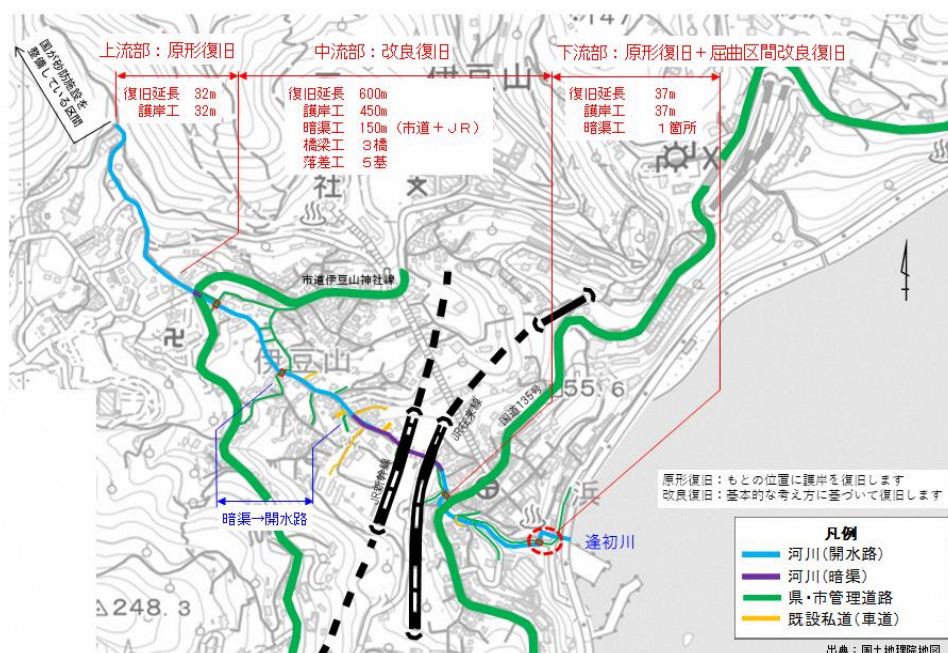 国が砂防施設を
整備している区間
上流部：原形復旧
復旧延長 32m
護岸工 32m
中流部：改良復旧
復旧延長 600m
護岸工 450m
暗渠工 150m（市道＋ＪＲ）
橋梁工 ３橋
落差工 ５基
下流部：原形復旧＋屈曲区間改良復旧
復旧延長 37m
護岸工 37m
暗渠工 １箇所
伊豆山
147
社
市道伊豆山神社線
伊豆山
55.6
国道135号
JR在来線
JR新幹線
暗渠→開水路
浜
逢初川
△248.3
原形復旧：もとの位置に護岸を復旧します
改良復旧：基本的な考え方に基づいて復旧します
凡例
河川(開水路)
河川(暗渠)
県・市管理道路
既設私道(車道)
出典：国土地理院地図